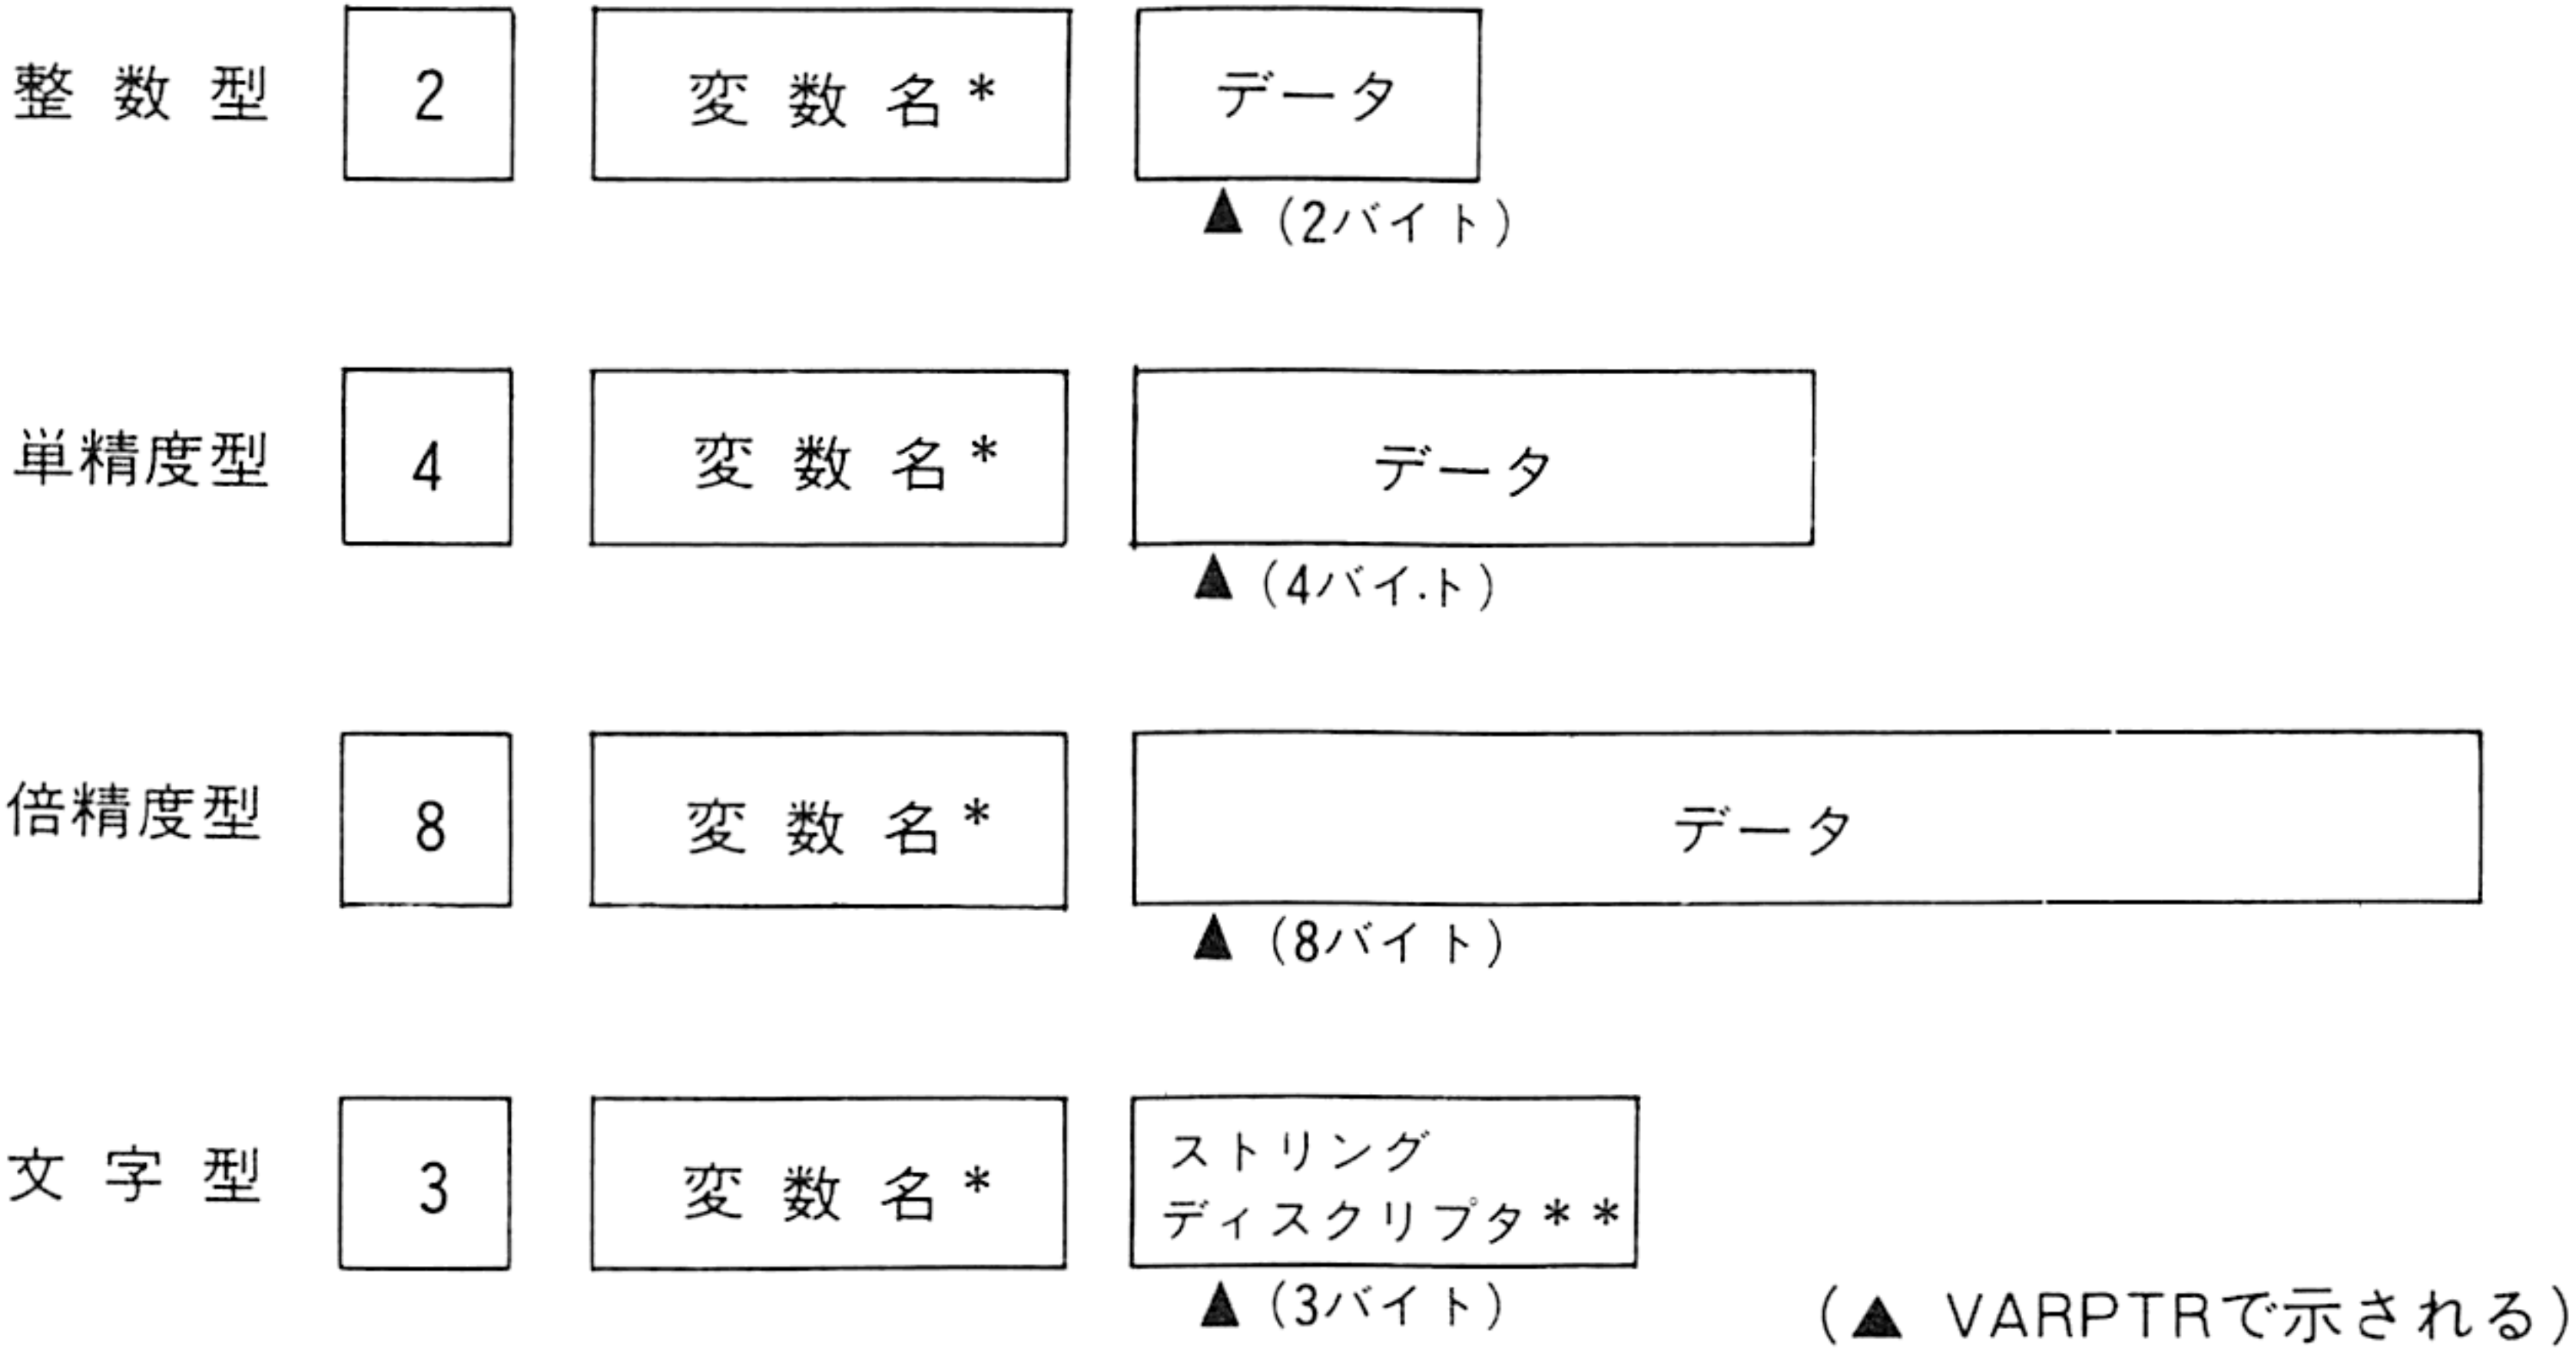 整 数 型 2 変 数 名* データ
▲ (2バイト)
単精度型 4 変 数 名* データ
▲ (4バイト)
倍精度型 8 変 数 名* データ
▲ (8バイト)
文 字 型 3 変 数 名* ストリング
ディスクリプタ**
▲ (3バイト)
(▲ VARPTRで示される)